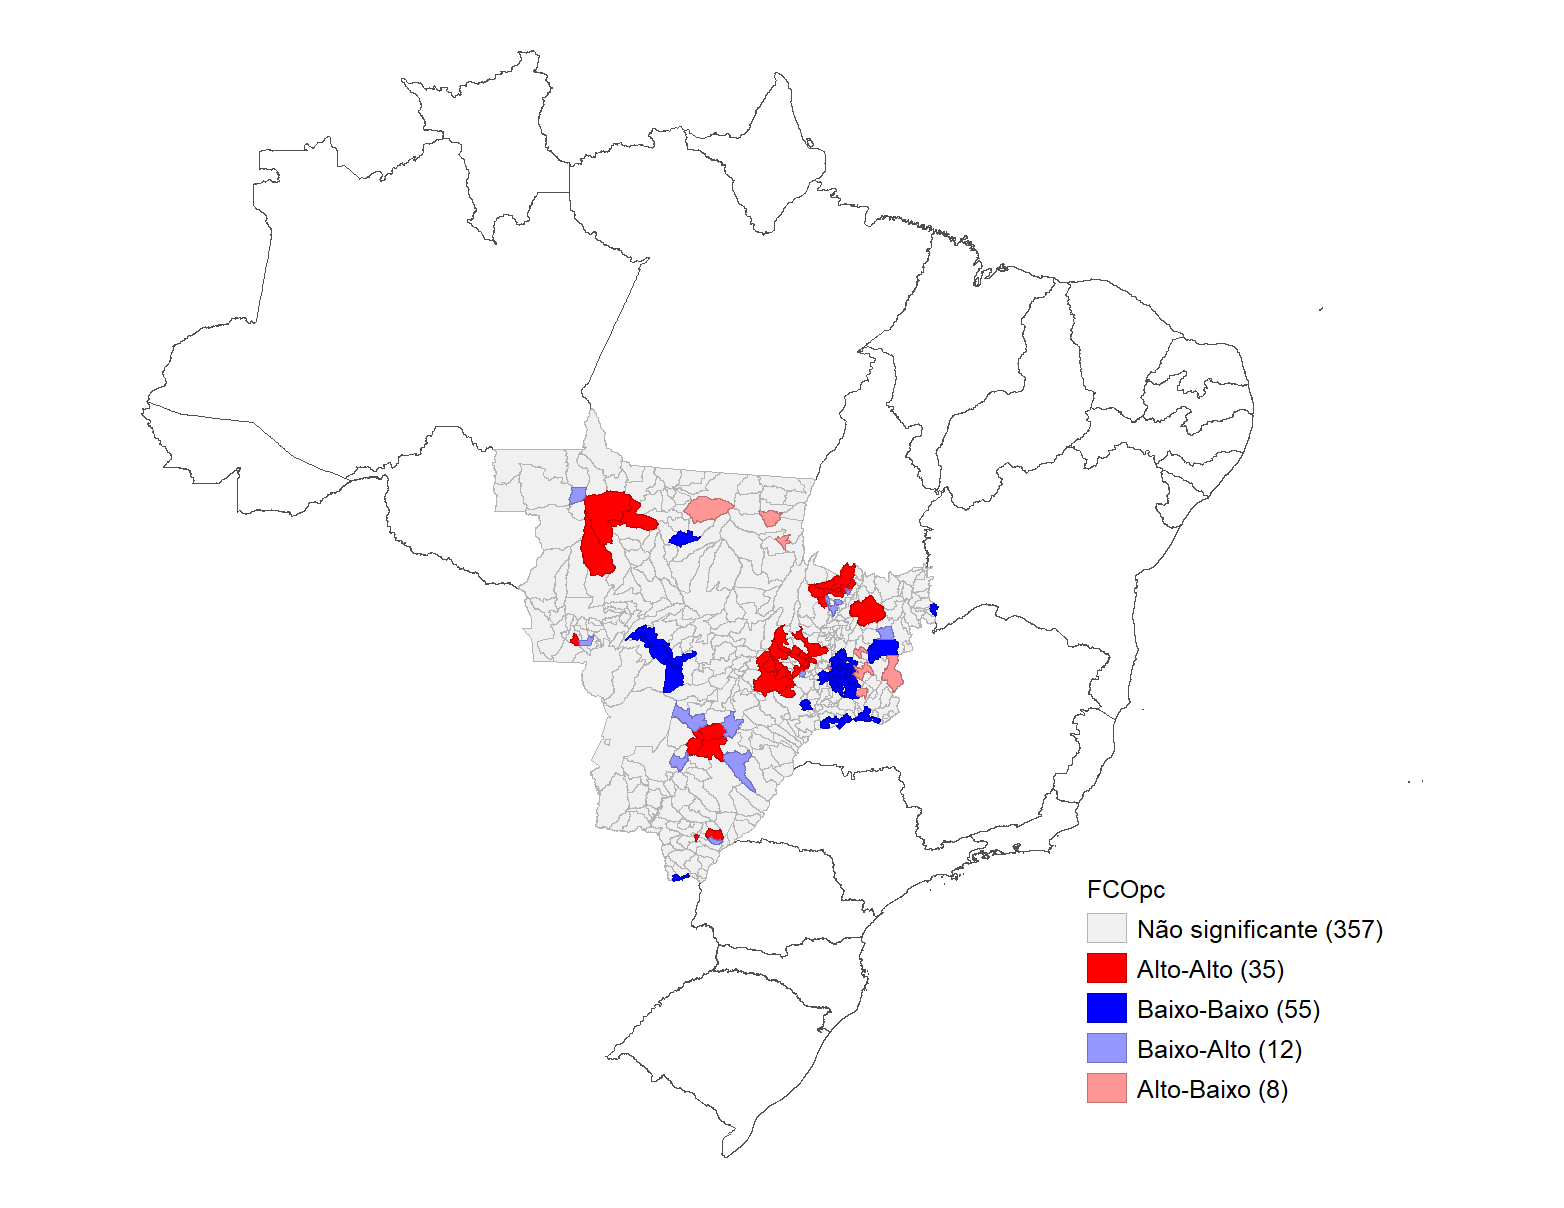 FCOpc
Não significante (357)
Alto-Alto (35)
Baixo-Baixo (55)
Baixo-Alto (12)
Alto-Baixo (8)